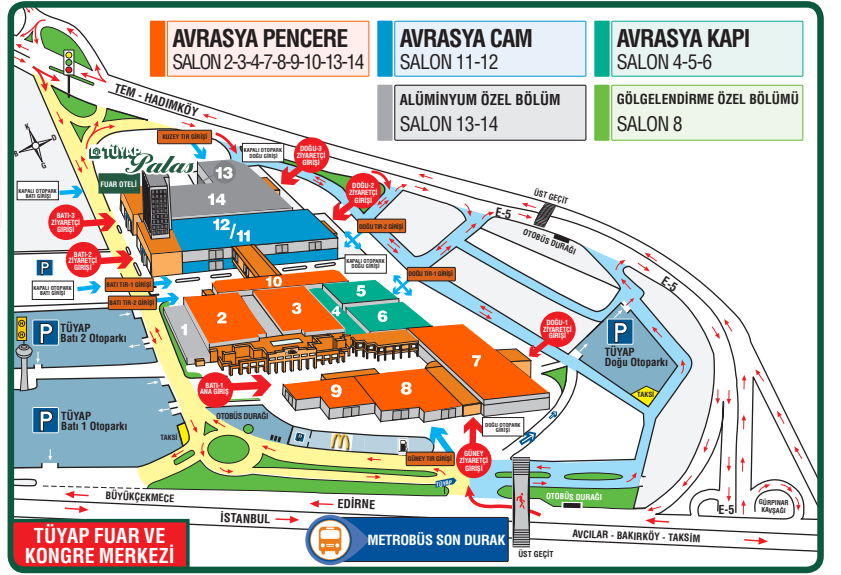 AVRASYA PENCERE
SALON 2-3-4-7-8-9-10-13-14
AVRASYA CAM
SALON 11-12
AVRASYA KAPI
SALON 4-5-6
ALÜMİNYUM ÖZEL BÖLÜM
SALON 13-14
GÖLGELENDİRME ÖZEL BÖLÜMÜ
SALON 8
TEM - HADIMKÖY
KUZEY TIR GİRİŞİ
TÜYAP
Palas
FUAR OTELİ
KAPALI OTOPARK
DOĞU GİRİŞİ
DOĞU-3
ZİYARETÇİ
GİRİŞİ
DOĞU-2
ZİYARETÇİ
GİRİŞİ
KAPALI OTOPARK
BATI GİRİŞİ
13
14
12/11
BATI-3
ZİYARETÇİ
GİRİŞİ
BATI-2
ZİYARETÇİ
GİRİŞİ
DOĞU TIR-2 GİRİŞİ
KAPALI OTOPARK
DOĞU GİRİŞİ
DOĞU TIR-1 GİRİŞİ
ÜST GEÇİT
E-5
OTOBÜS DURAĞI
E-5
P
KAPALI OTOPARK
BATI GİRİŞİ
BATI TIR-1 GİRİŞİ
BATI TIR-2 GİRİŞİ
10
1
2
3
4
5
6
7
8
9
P
TÜYAP
Batı 2 Otoparkı
DOĞU-1
ZİYARETÇİ
GİRİŞİ
P
TÜYAP
Doğu Otoparkı
TAKSİ
BATI-1
ANA GİRİŞ
P
TÜYAP
Batı 1 Otoparkı
TAKSİ
OTOBÜS DURAĞI
P
DOĞU OTOPARK
GİRİŞİ
GÜNEY TIR GİRİŞİ
GÜNEY
ZİYARETÇİ
GİRİŞİ
TÜYAP
OTOBÜS DURAĞI
E-5
GÜRPINAR
KAVŞAĞI
BÜYÜKÇEKMECE
EDİRNE
İSTANBUL
AVCILAR - BAKIRKÖY - TAKSİM
ÜST GEÇİT
METROBÜS SON DURAK
TÜYAP FUAR VE
KONGRE MERKEZİ